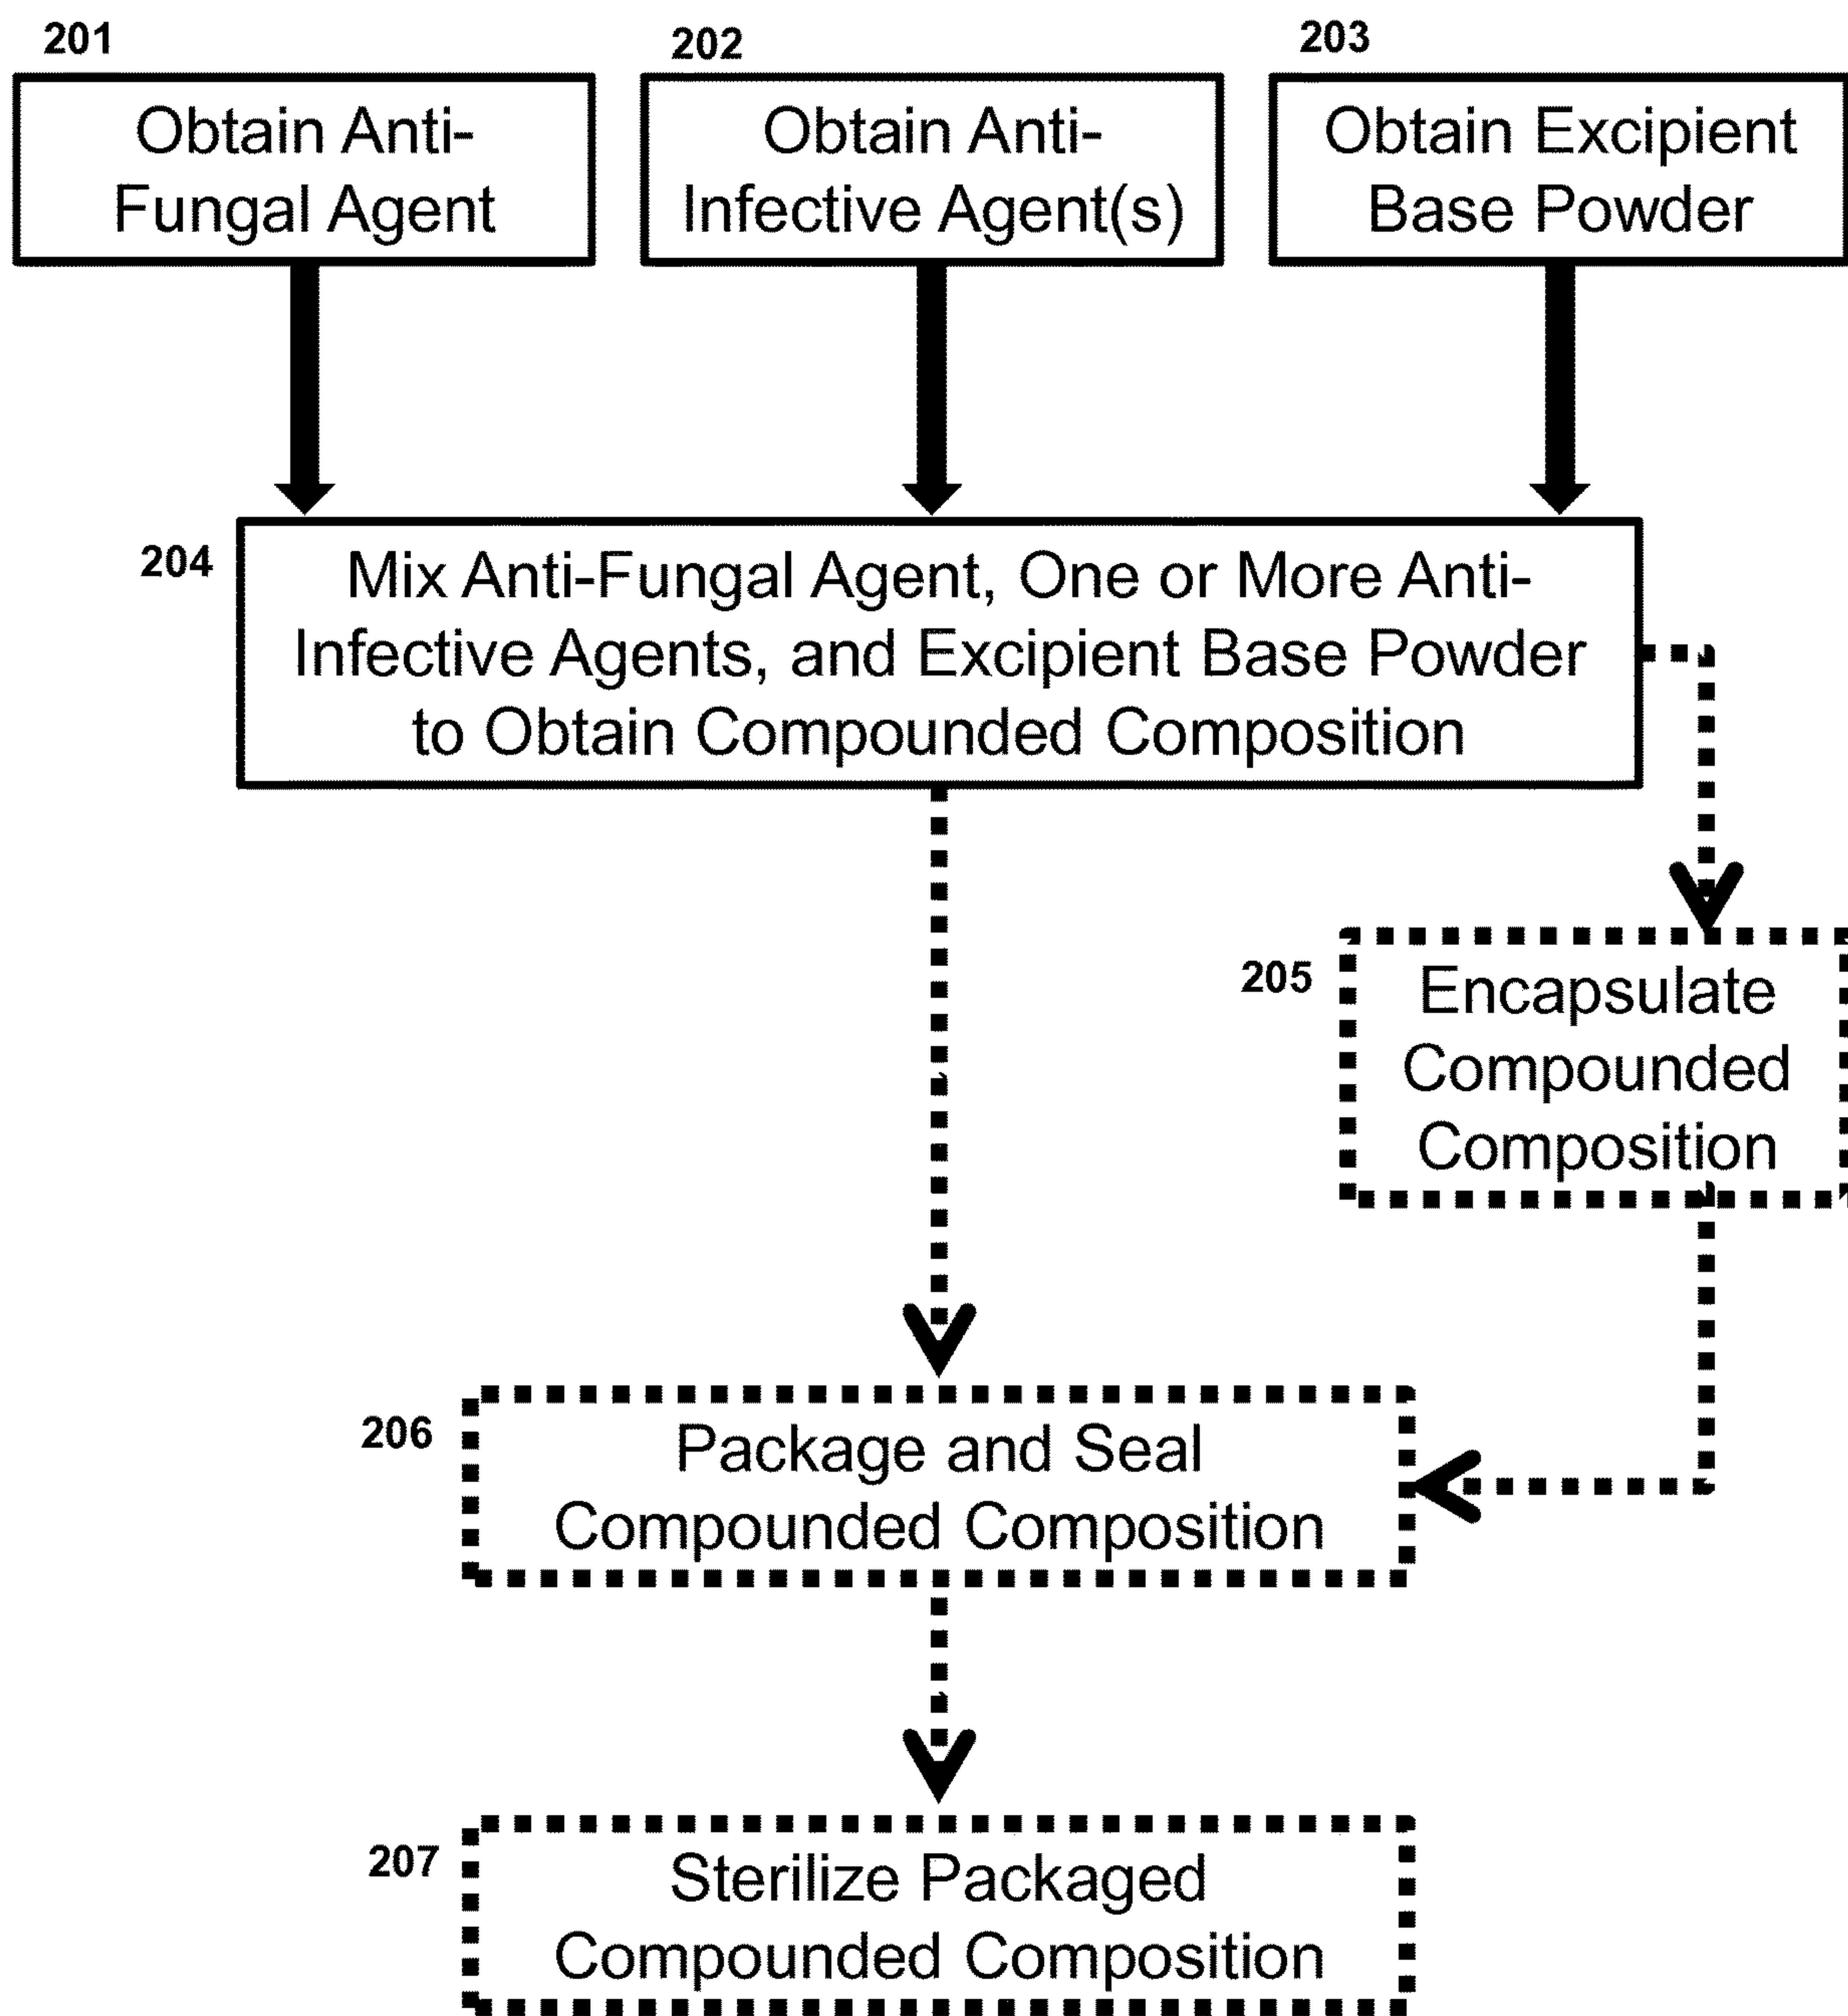 201
Obtain Anti-
Fungal Agent
202
Obtain Anti-
Infective Agent(s)
203
Obtain Excipient
Base Powder
204
Mix Anti-Fungal Agent, One or More Anti-
Infective Agents, and Excipient Base Powder
to Obtain Compounded Composition
205
Encapsulate
Compounded
Composition
206
Package and Seal
Compounded Composition
207
Sterilize Packaged
Compounded Composition